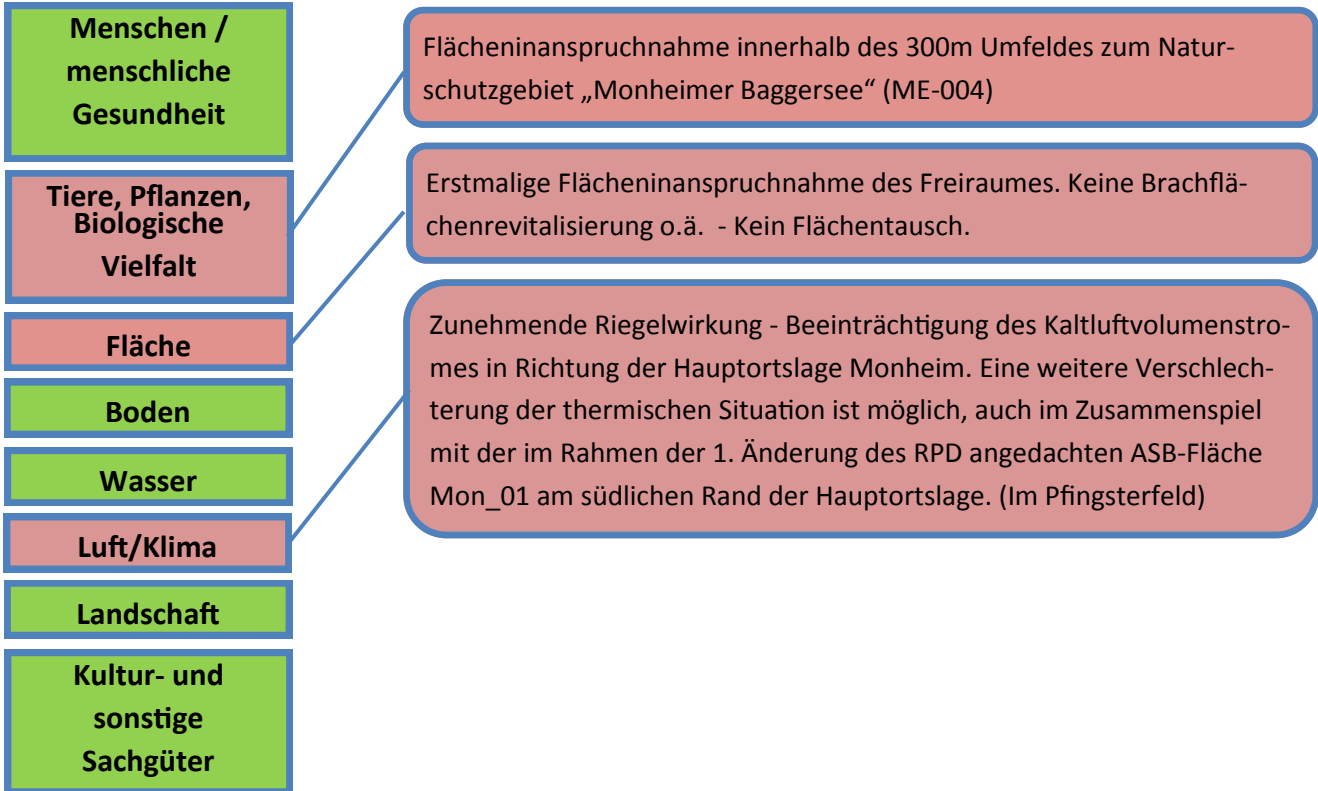 Menschen /
menschliche
Gesundheit
Flächeninanspruchnahme innerhalb des 300m Umfeldes zum Natur-
schutzgebiet „Monheimer Baggersee“ (ME-004)
Tiere, Pflanzen,
Biologische
Vielfalt
Erstmalige Flächeninanspruchnahme des Freiraumes. Keine Brachflä-
chenrevitalisierung o.ä.  - Kein Flächentausch.
Fläche
Zunehmende Riegelwirkung - Beeinträchtigung des Kaltluftvolumenstro-
mes in Richtung der Hauptortslage Monheim. Eine weitere Verschlech-
terung der thermischen Situation ist möglich, auch im Zusammenspiel
mit der im Rahmen der 1. Änderung des RPD angedachten ASB-Fläche
Mon_01 am südlichen Rand der Hauptortslage. (Im Pfingsterfeld)
Boden
Wasser
Luft/Klima
Landschaft
Kultur- und
sonstige
Sachgüter